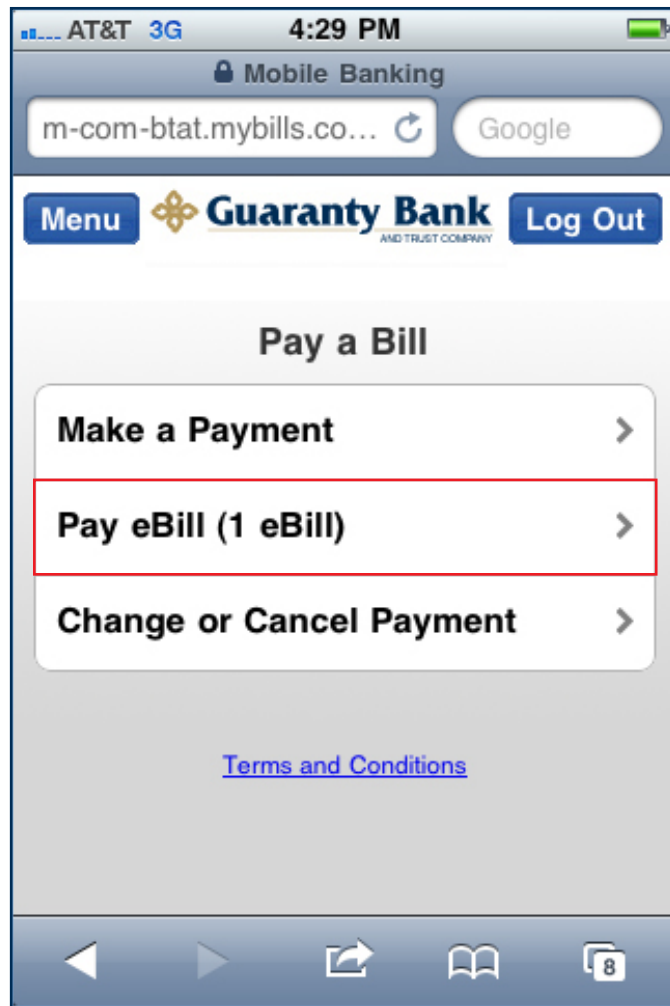 AT&T 3G 4:29 PM
Mobile Banking
m-com-btat.mybills.co... Google
Menu Guaranty Bank Log Out
AND TRUST COMPANY
Pay a Bill
Make a Payment
Pay eBill (1 eBill)
Change or Cancel Payment
Terms and Conditions
8